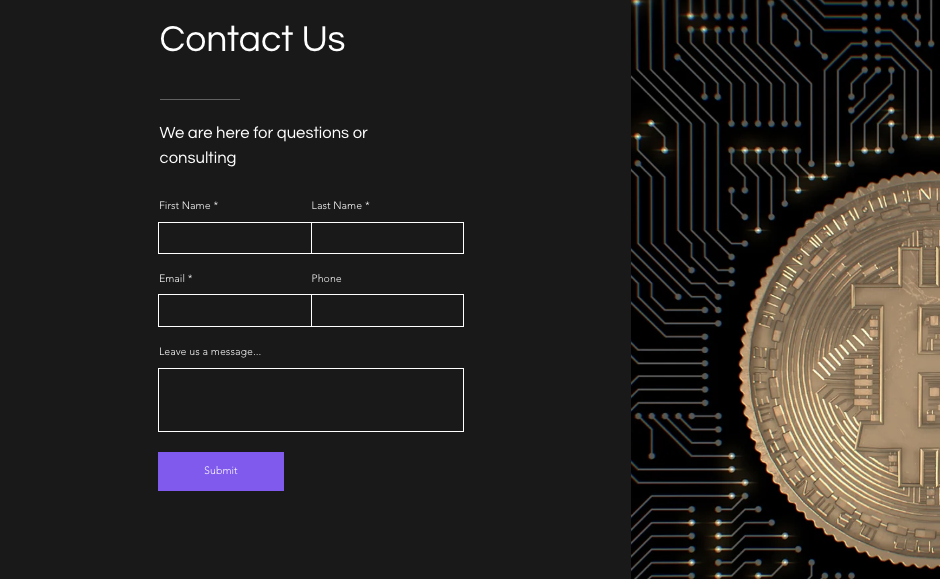 Contact Us
We are here for questions or
consulting
First Name *
Last Name *
Email *
Phone
Leave us a message...
Submit